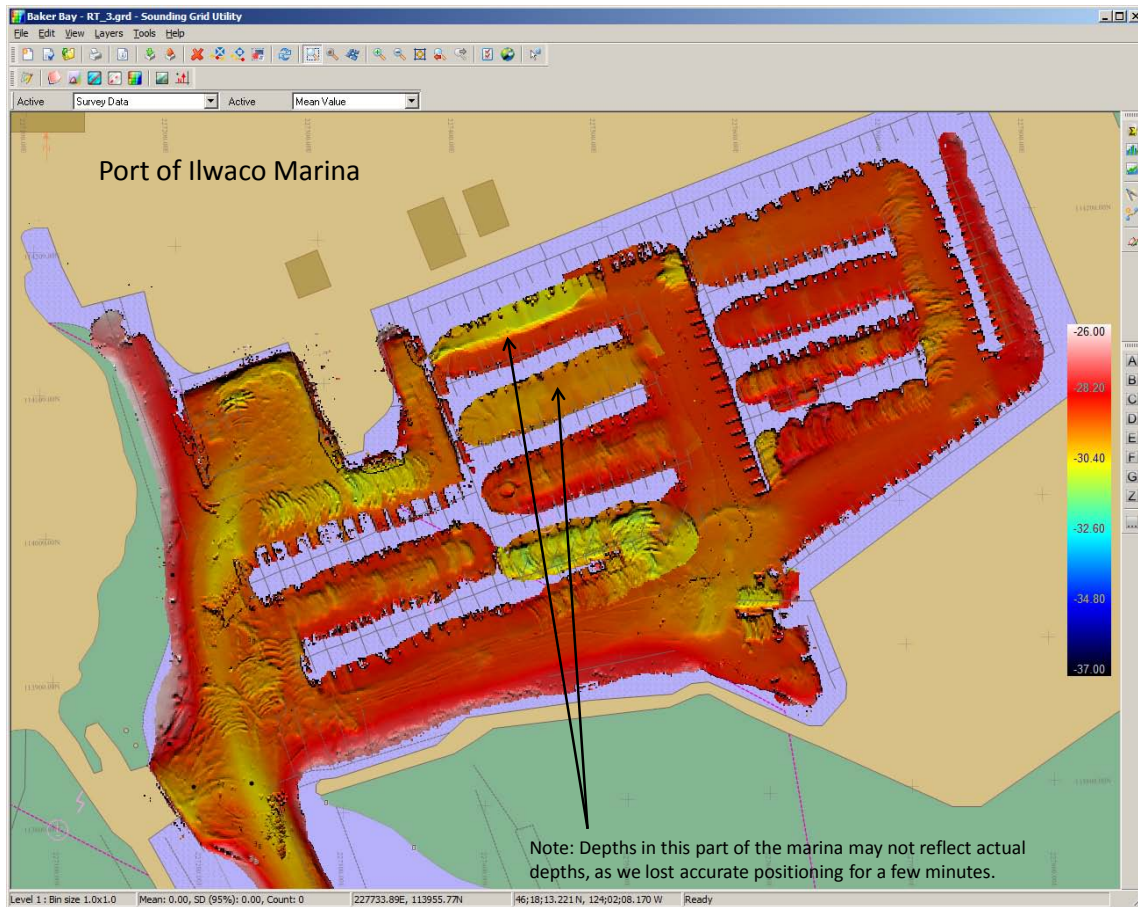 Baker Bay - RT_3.grd - Sounding Grid Utility
File Edit View Layers Tools Help
Active Survey Data Active Mean Value
Port of Ilwaco Marina
-26.00
-28.20
-30.40
-32.60
-34.80
-37.00
A
B
C
D
E
F
G
Z
Note: Depths in this part of the marina may not reflect actual
depths, as we lost accurate positioning for a few minutes.
Level 1 : Bin size 1.0x1.0 Mean: 0.00, SD (95%): 0.00, Count: 0 227733.89E, 113955.77N 46;18;13.221 N, 124;02;08.170 W Ready